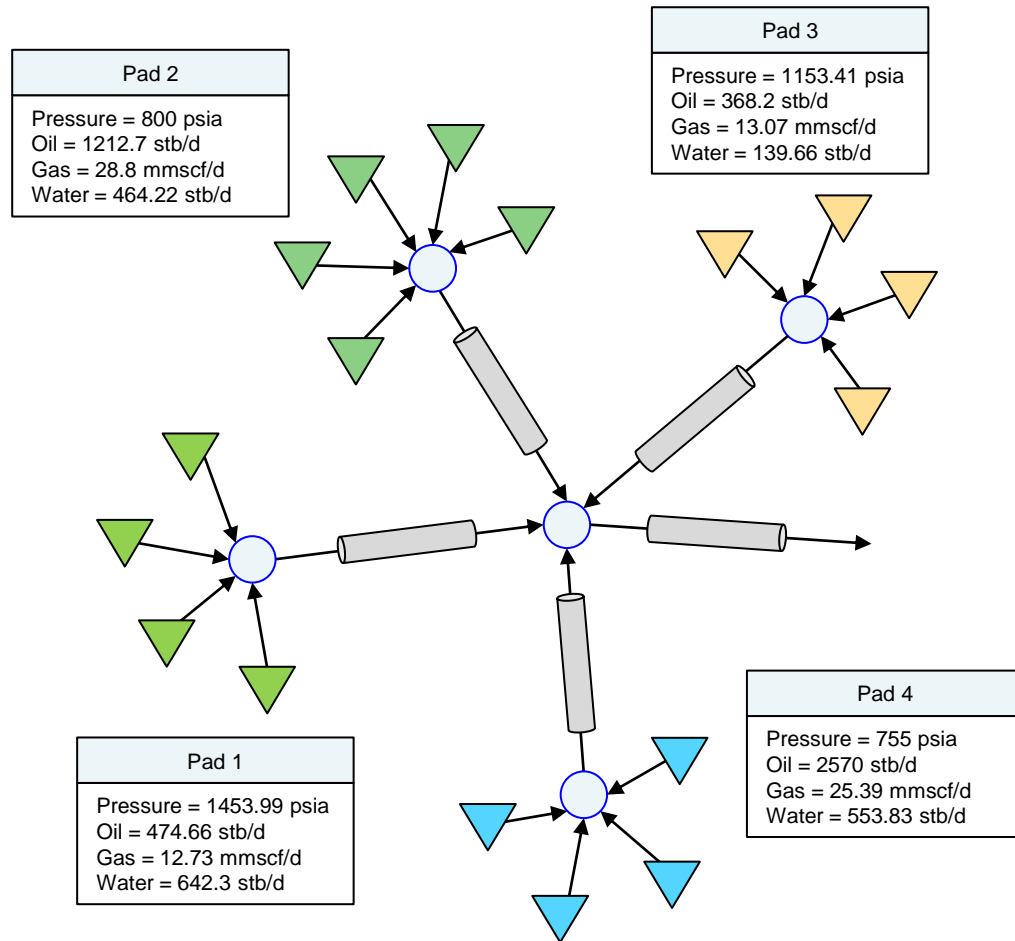 Pad 2
Pressure = 800 psia
Oil = 1212.7 stb/d
Gas = 28.8 mmscf/d
Water = 464.22 stb/d
Pad 3
Pressure = 1153.41 psia
Oil = 368.2 stb/d
Gas = 13.07 mmscf/d
Water = 139.66 stb/d
Pad 1
Pressure = 1453.99 psia
Oil = 474.66 stb/d
Gas = 12.73 mmscf/d
Water = 642.3 stb/d
Pad 4
Pressure = 755 psia
Oil = 2570 stb/d
Gas = 25.39 mmscf/d
Water = 553.83 stb/d